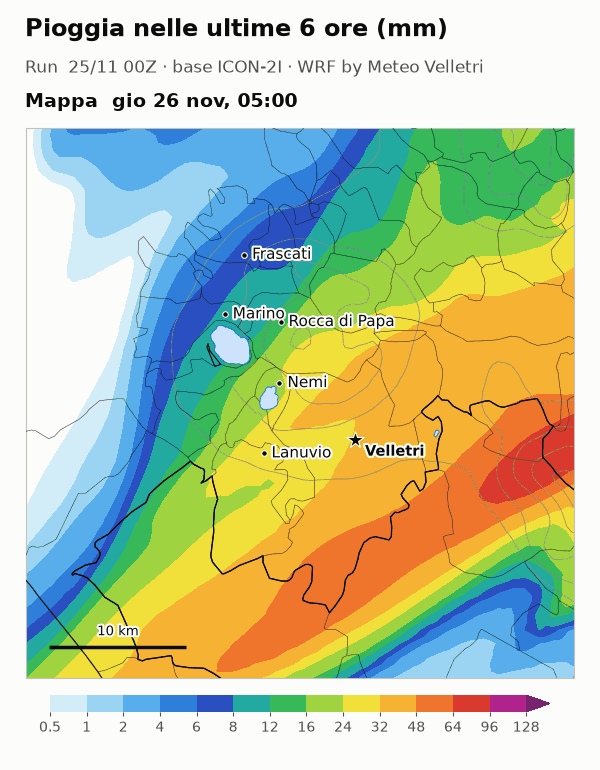 Pioggia nelle ultime 6 ore (mm)
Run 25/11 00Z · base ICON-2I · WRF by Meteo Velletri
Mappa gio 26 nov, 05:00
Frascati
Marino
Rocca di Papa
Nemi
Velletri
Lanuvio
10 km
0.5 1 2 4 6 8 12 16 24 32 48 64 96 128